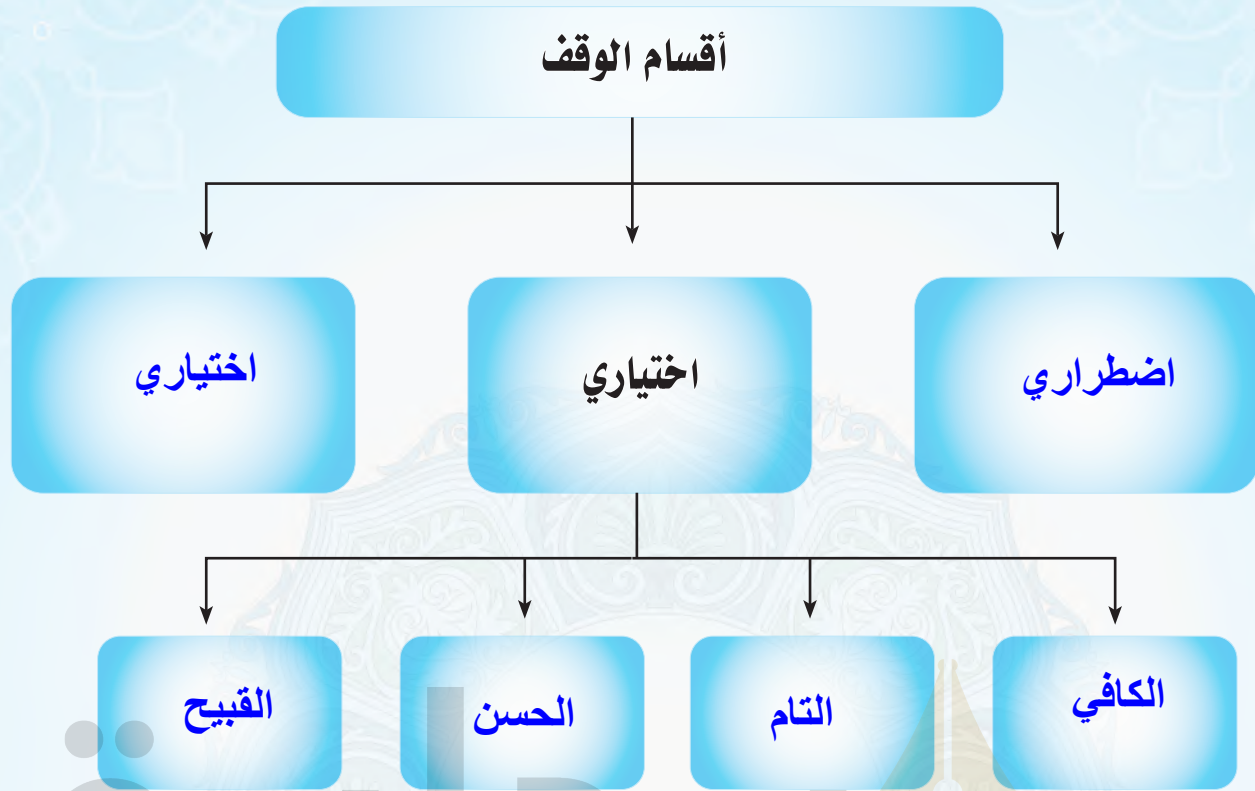 أقسام الوقف
اضطراري
اختياري
اختياري
الكافي
التام
الحسن
القبيح